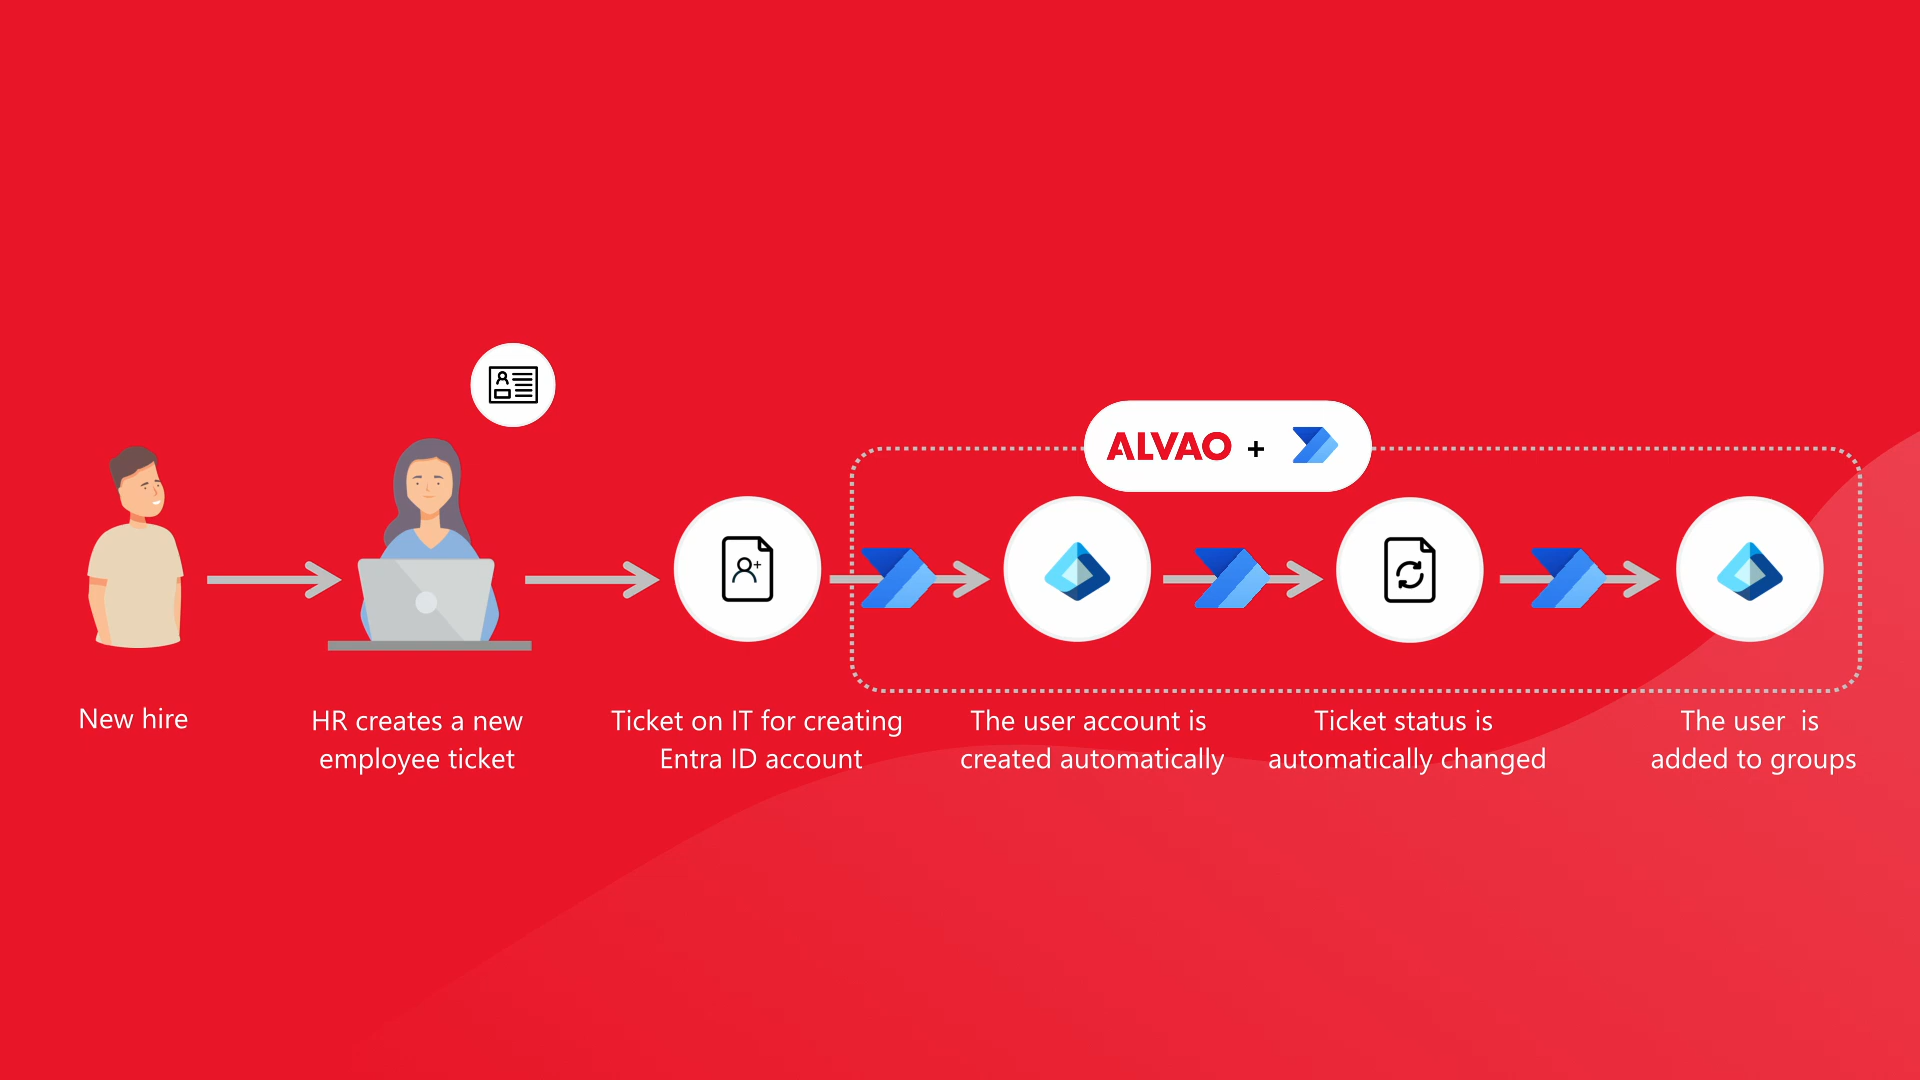 ALVAO +
New hire
HR creates a new
employee ticket
Ticket on IT for creating
Entra ID account
The user account is
created automatically
Ticket status is
automatically changed
The user  is
added to groups